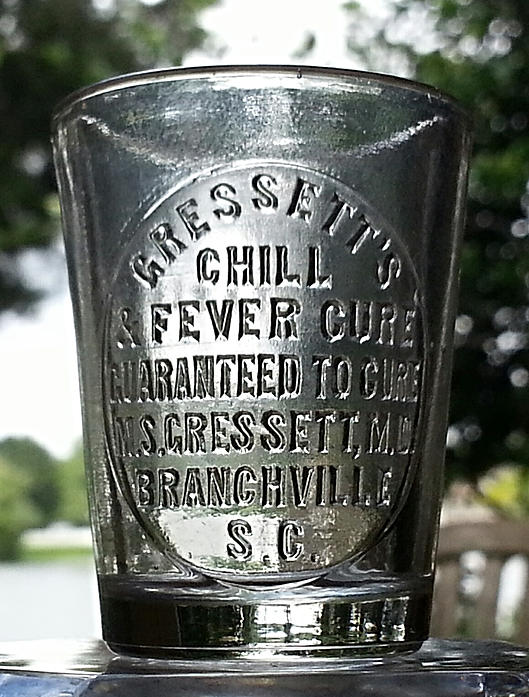 GRESSETT'S
CHILL
& FEVER CURE
GUARANTEED TO CURE
M.S.GRESSETT, M.D.
BRANCHVILLE
S.C.